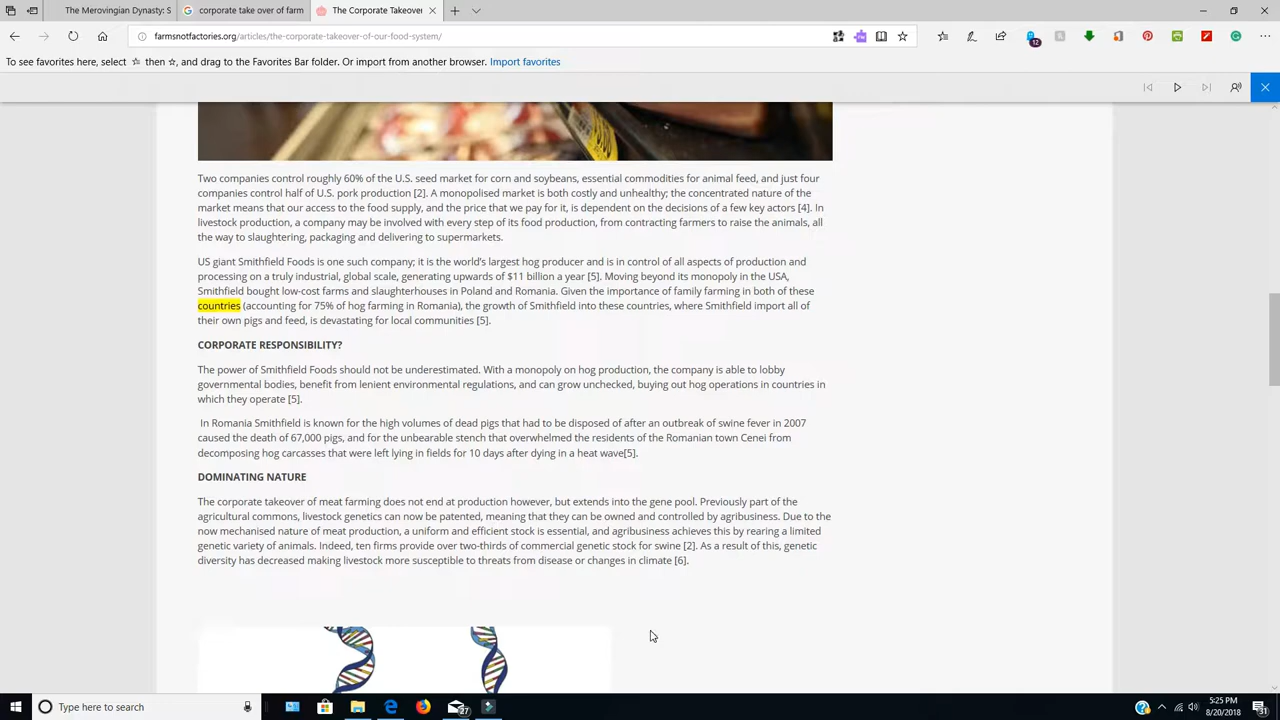 The Merovingian Dynasty: S
corporate take over of farm
The Corporate Takeover
farmsnotfactories.org/articles/the-corporate-takeover-of-our-food-system/
12
To see favorites here, select ☆ then ☆, and drag to the Favorites Bar folder. Or import from another browser. Import favorites
Two companies control roughly 60% of the U.S. seed market for corn and soybeans, essential commodities for animal feed, and just four
companies control half of U.S. pork production [2]. A monopolised market is both costly and unhealthy; the concentrated nature of the
market means that our access to the food supply, and the price that we pay for it, is dependent on the decisions of a few key actors [4]. In
livestock production, a company may be involved with every step of its food production, from contracting farmers to raise the animals, all
the way to slaughtering, packaging and delivering to supermarkets.
US giant Smithfield Foods is one such company; it is the world's largest hog producer and is in control of all aspects of production and
processing on a truly industrial, global scale, generating upwards of $11 billion a year [5]. Moving beyond its monopoly in the USA,
Smithfield bought low-cost farms and slaughterhouses in Poland and Romania. Given the importance of family farming in both of these
countries (accounting for 75% of hog farming in Romania), the growth of Smithfield into these countries, where Smithfield import all of
their own pigs and feed, is devastating for local communities [5].
CORPORATE RESPONSIBILITY?
The power of Smithfield Foods should not be underestimated. With a monopoly on hog production, the company is able to lobby
governmental bodies, benefit from lenient environmental regulations, and can grow unchecked, buying out hog operations in countries in
which they operate [5].
In Romania Smithfield is known for the high volumes of dead pigs that had to be disposed of after an outbreak of swine fever in 2007
caused the death of 67,000 pigs, and for the unbearable stench that overwhelmed the residents of the Romanian town Cenei from
decomposing hog carcasses that were left lying in fields for 10 days after dying in a heat wave[5].
DOMINATING NATURE
The corporate takeover of meat farming does not end at production however, but extends into the gene pool. Previously part of the
agricultural commons, livestock genetics can now be patented, meaning that they can be owned and controlled by agribusiness. Due to the
now mechanised nature of meat production, a uniform and efficient stock is essential, and agribusiness achieves this by rearing a limited
genetic variety of animals. Indeed, ten firms provide over two-thirds of commercial genetic stock for swine [2]. As a result of this, genetic
diversity has decreased making livestock more susceptible to threats from disease or changes in climate [6].
Type here to search
27
5:25 PM
8/20/2018
31